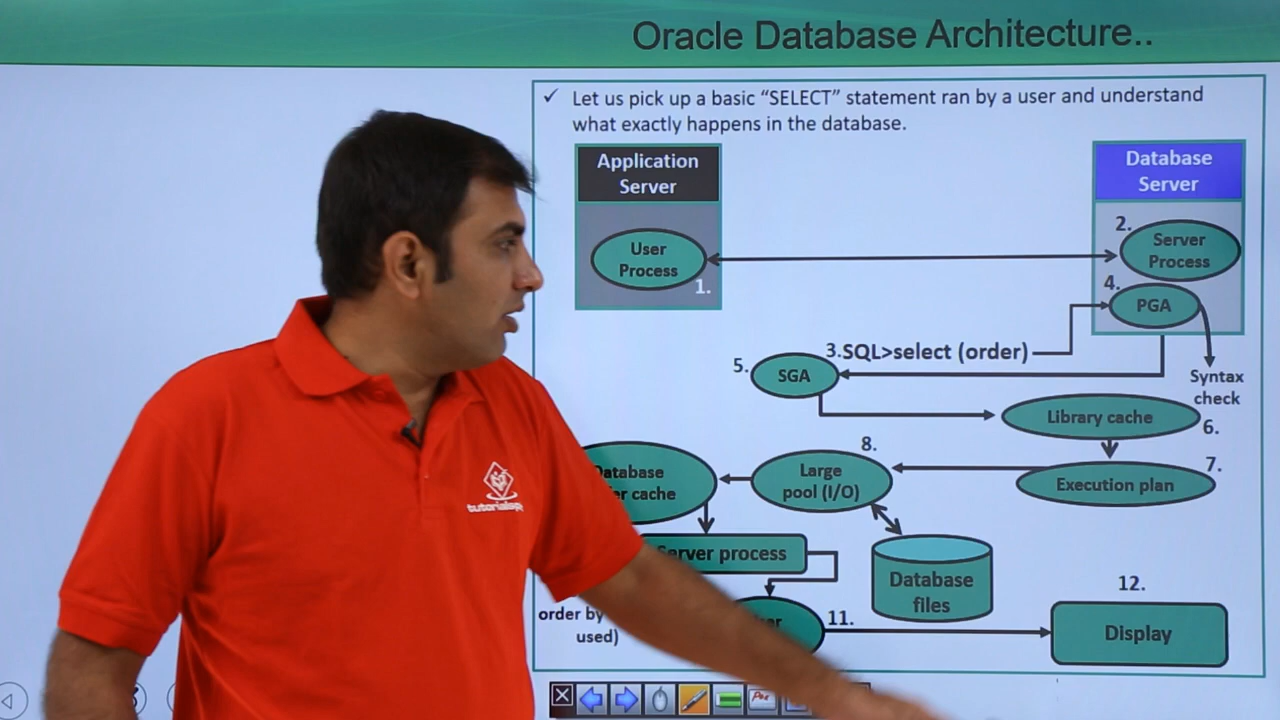 Oracle Database Architecture..
✓ Let us pick up a basic “SELECT” statement ran by a user and understand
what exactly happens in the database.
Application
Server
User
Process
1.
Database
Server
2.
Server
Process
4.
PGA
3.SQL>select (order)
5.
SGA
Syntax
check
Library cache
6.
7.
Execution plan
8.
Large
pool (I/O)
Database
cache
Server process
Database
files
order by
used)
11.
12.
Display